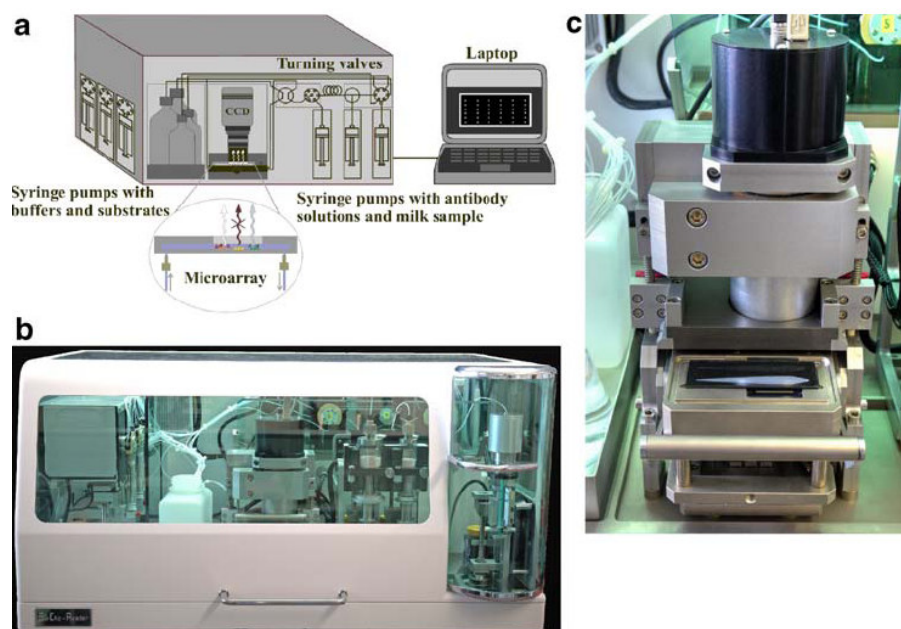 a
Turning valves
Laptop
CCD
Syringe pumps with
buffers and substrates
Syringe pumps with antibody
solutions and milk sample
Microarray
b
c
S